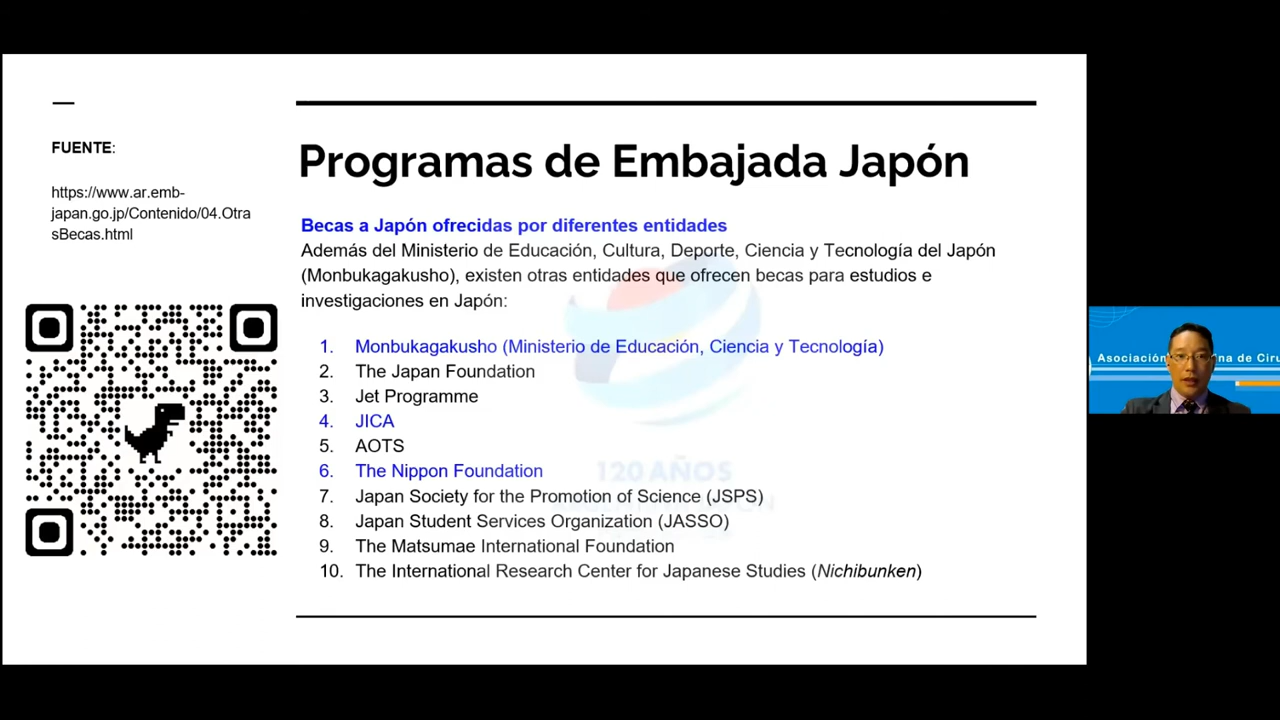 FUENTE:
https://www.ar.emb-
japan.go.jp/Contenido/04.Otra
sBecas.html
Programas de Embajada Japón
Becas a Japón ofrecidas por diferentes entidades
Además del Ministerio de Educación, Cultura, Deporte, Ciencia y Tecnología del Japón
(Monbukagakusho), existen otras entidades que ofrecen becas para estudios e
investigaciones en Japón:
1. Monbukagakusho (Ministerio de Educación, Ciencia y Tecnología)
2. The Japan Foundation
3. Jet Programme
4. JICA
5. AOTS
6. The Nippon Foundation
7. Japan Society for the Promotion of Science (JSPS)
8. Japan Student Services Organization (JASSO)
9. The Matsumae International Foundation
10. The International Research Center for Japanese Studies (Nichibunken)
120 AÑOS
Asociación na de Ciru